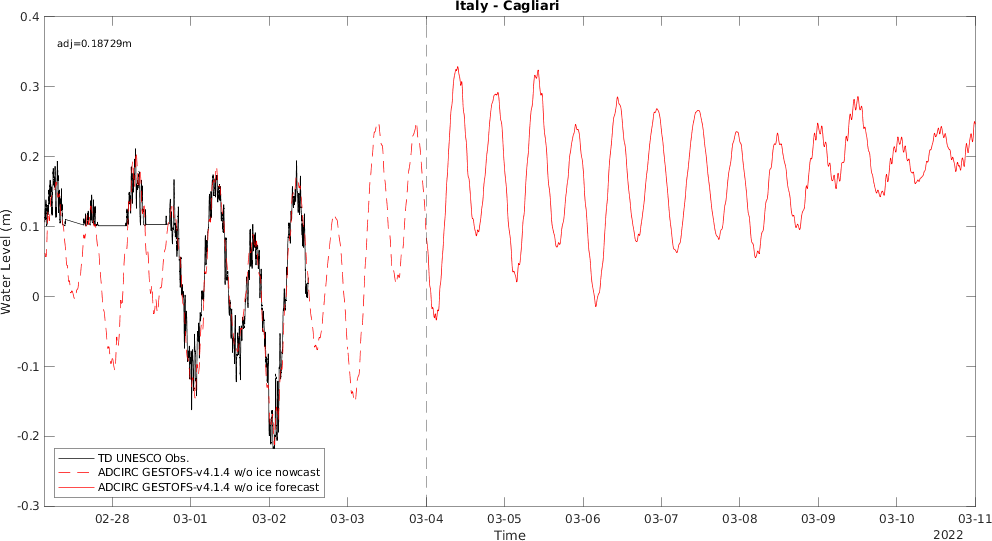 Italy - Cagliari
adj=0.18729m
Water Level (m)
0.4
0.3
0.2
0.1
0
-0.1
-0.2
-0.3
TD UNESCO Obs.
ADCIRC GESTOFS-v4.1.4 w/o ice nowcast
ADCIRC GESTOFS-v4.1.4 w/o ice forecast
02-28 03-01 03-02 03-03 03-04 03-05 03-06 03-07 03-08 03-09 03-10 03-11
Time
2022